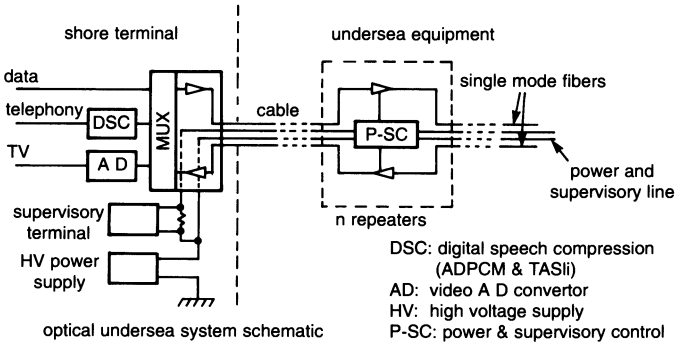 shore terminal
undersea equipment
data
telephony
DSC
MUX
TV
A D
cable
P-SC
single mode fibers
power and
supervisory line
n repeaters
supervisory
terminal
HV power
supply
DSC: digital speech compression
(ADPCM & TASli)
AD: video A D convertor
HV: high voltage supply
P-SC: power & supervisory control
optical undersea system schematic